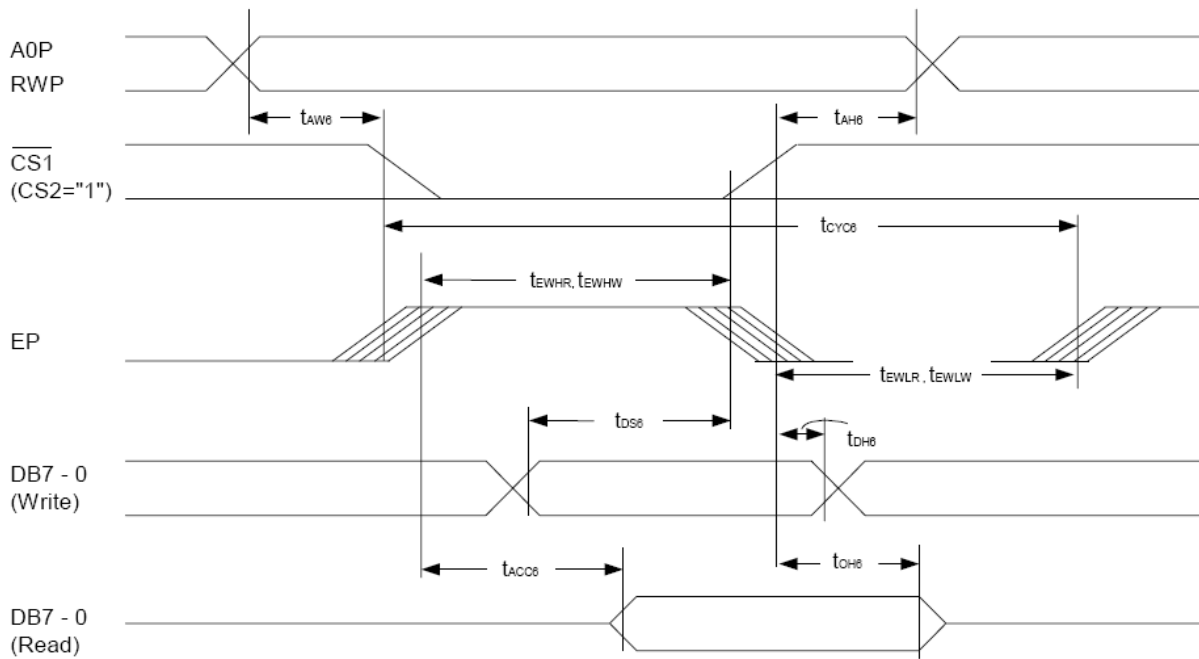 A0P
RWP
tAW6
tAH6
CS1
(CS2="1")
tCYC6
tEWHR, tEWHW
EP
tEWLR, tEWLW
tDS6
tDH6
DB7 - 0
(Write)
tACC6
tOH6
DB7 - 0
(Read)